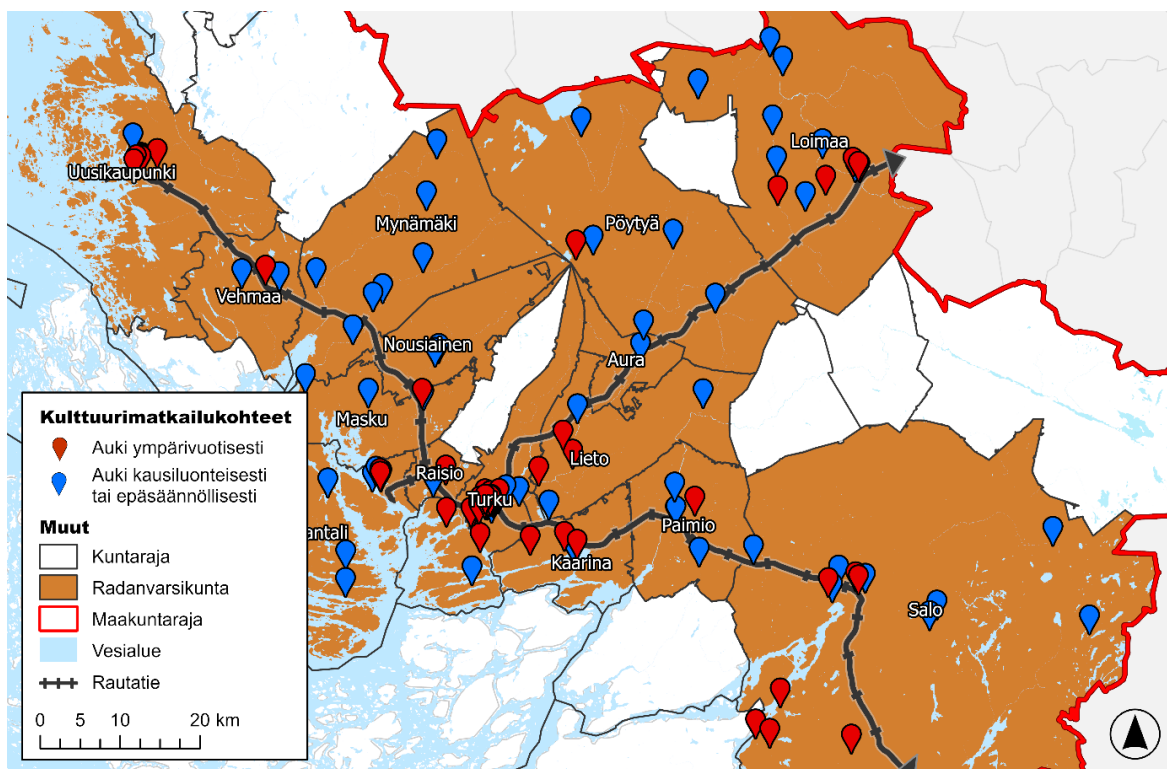 L
Loimaa
Uusikaupunki
Mynämäki
Pöytyä
Vehmaa
Nousiainen
Aura
Masku
Lieto
Raisio
Turku
Paimio
antali
Kaarina
Salo
Kulttuurimatkailukohteet
Auki ympärivuotisesti
Auki kausiluonteisesti
tai epäsäännöllisesti
Muut
Kuntaraja
Radanvarsikunta
Maakuntaraja
Vesialue
Rautatie
0 5 10 20 km